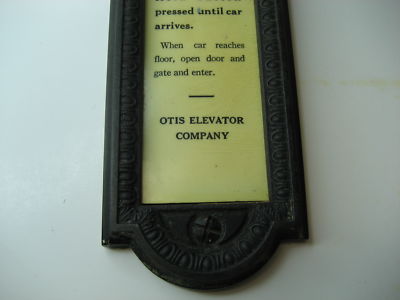 pressed until car
arrives.
When car reaches
floor, open door and
gate and enter.
OTIS ELEVATOR
COMPANY